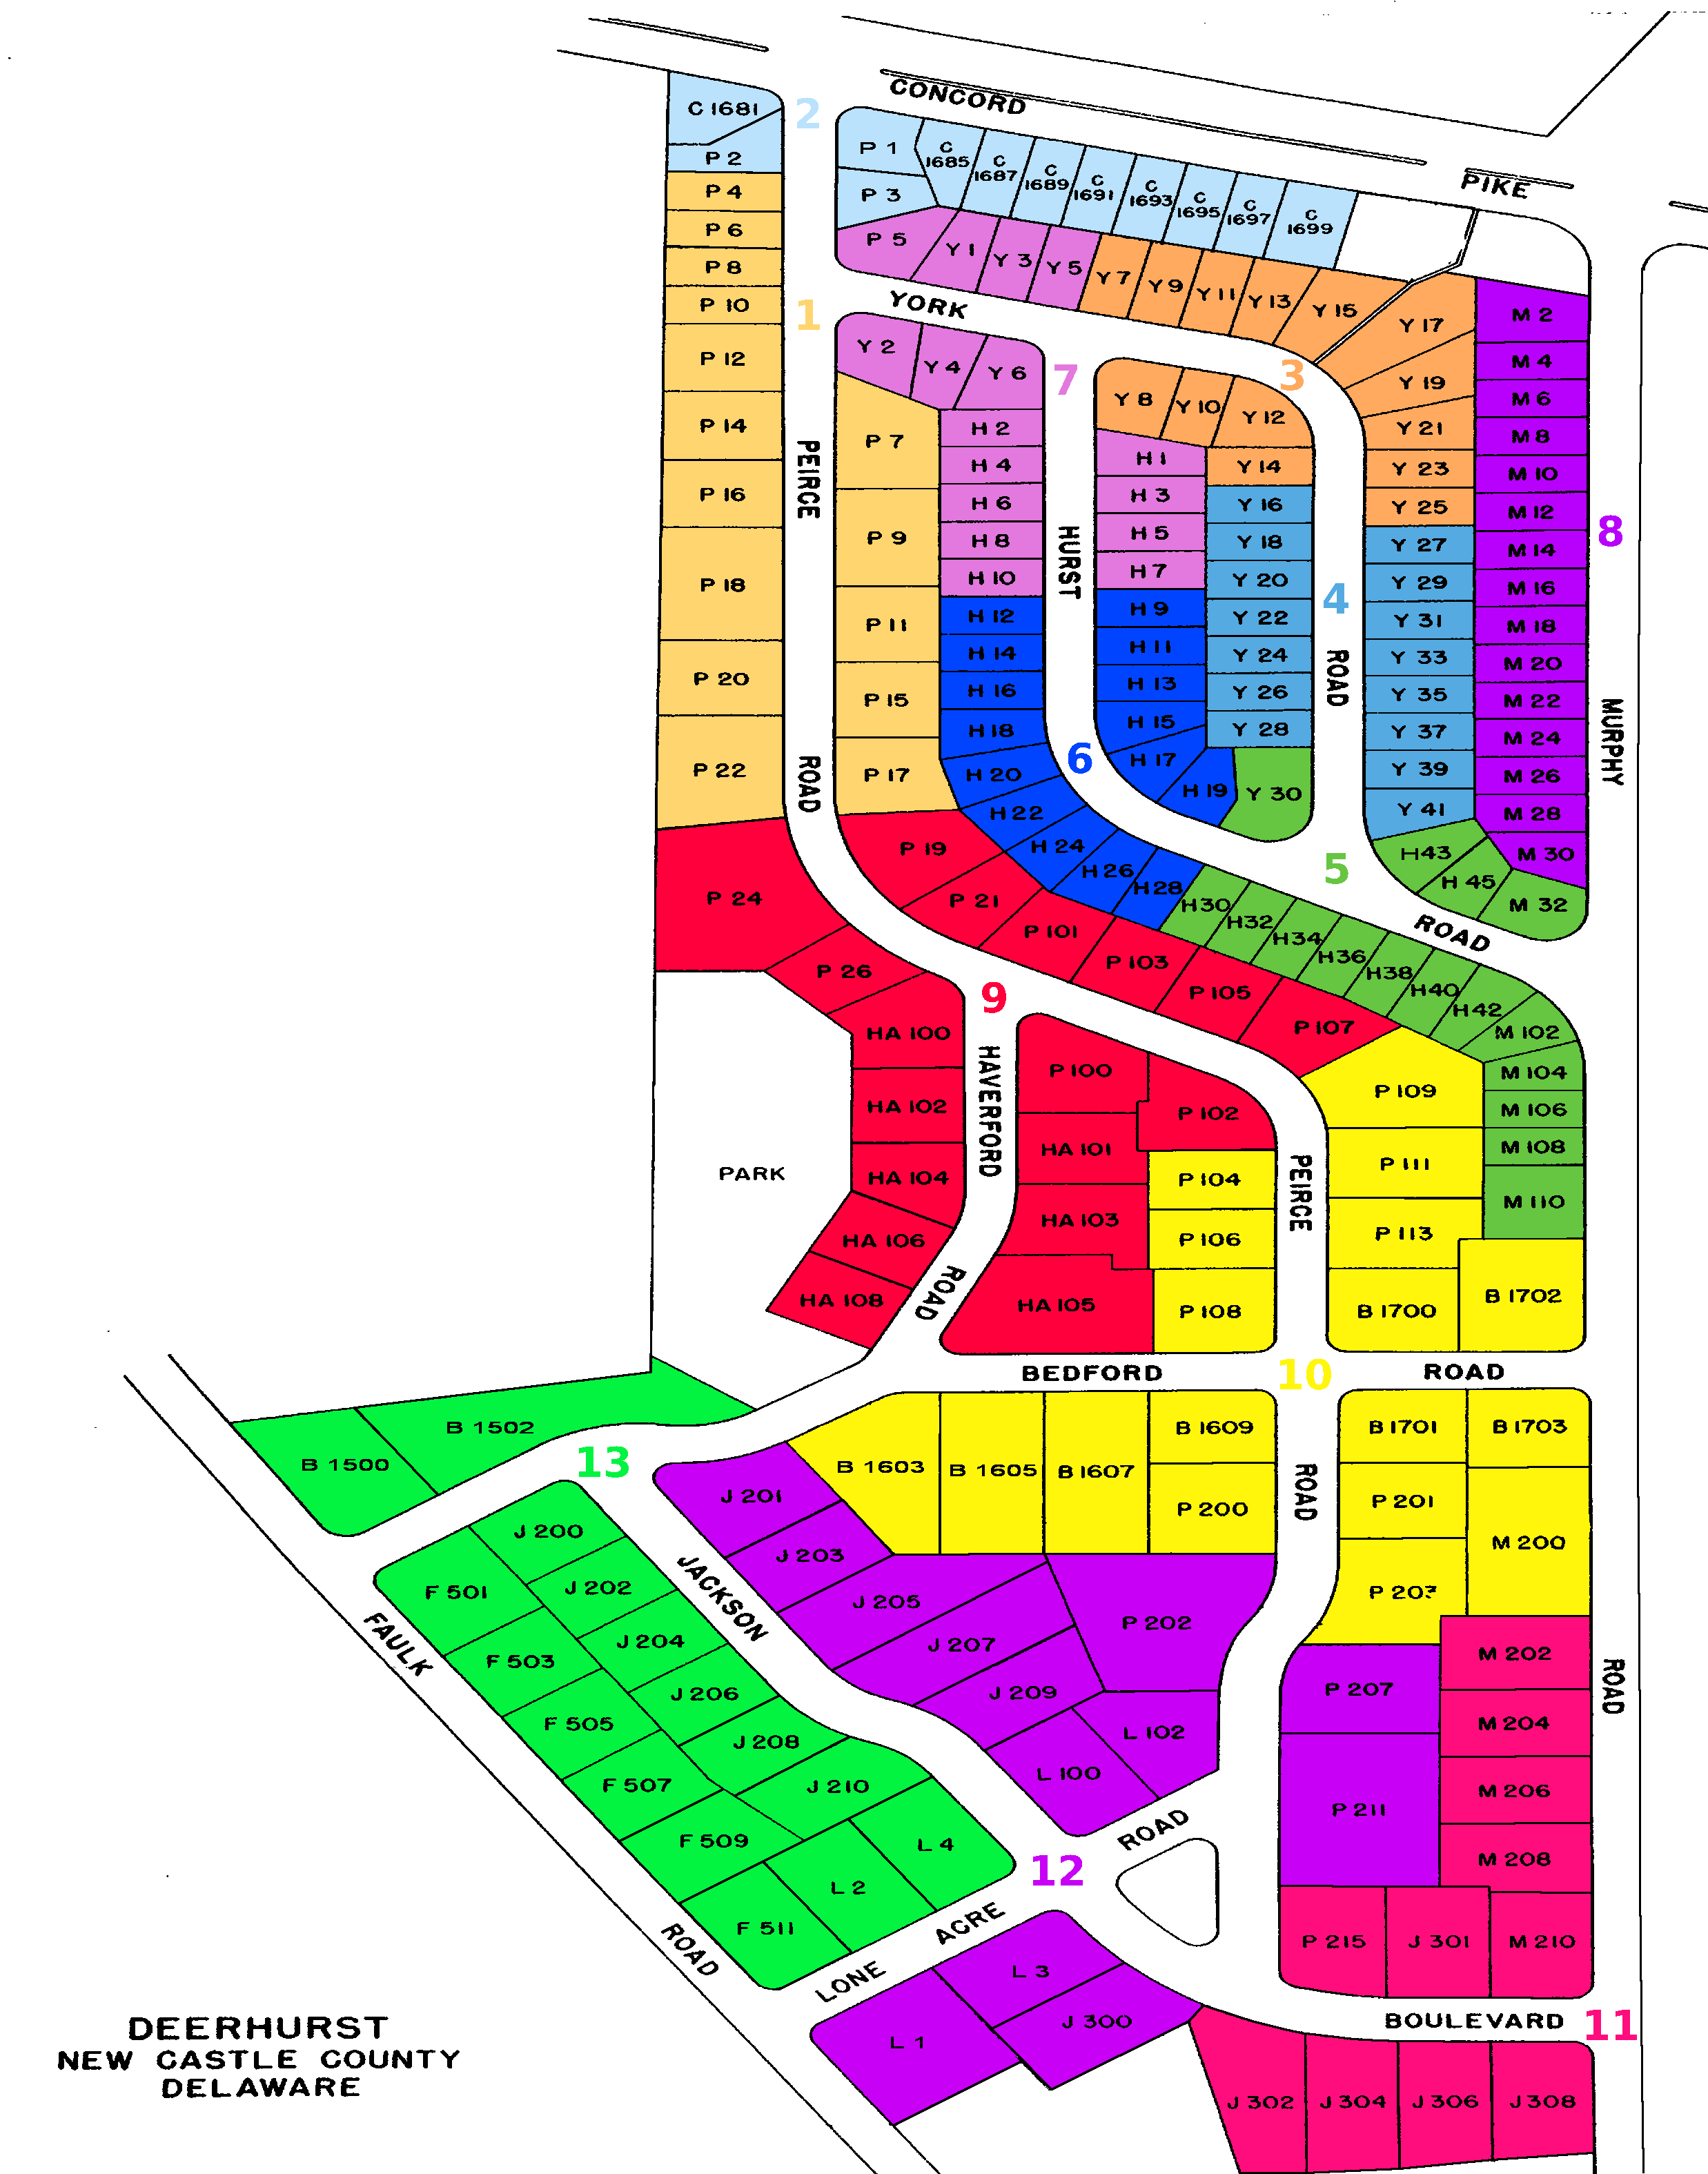 CONCORD
PIKE
2
C 1681
P 2
P 1
P 3
C 1685
C 1687
C 1689
C 1691
C 1693
C 1695
C 1697
C 1699
P 4
P 6
P 8
P 10
P 12
P 14
P 16
P 18
P 20
P 22
P 5
Y 1
Y 3
Y 5
Y 7
Y 9
Y 11
Y 13
Y 15
Y 17
Y 19
Y 21
Y 23
Y 25
M 2
M 4
M 6
M 8
M 10
M 12
M 14
M 16
M 18
M 20
M 22
M 24
M 26
M 28
M 30
M 32
1
YORK
7
3
8
4
Y 2
Y 4
Y 6
Y 8
Y 10
Y 12
Y 14
Y 16
Y 18
Y 20
Y 22
Y 24
Y 26
Y 28
Y 30
PEIRCE
ROAD
HURST
ROAD
MURPHY
P 7
P 9
P 11
P 15
P 17
H 2
H 4
H 6
H 8
H 10
H 12
H 14
H 16
H 18
H 20
H 22
H 24
H 26
H28
H 1
H 3
H 5
H 7
H 9
H 11
H 13
H 15
H 17
H 19
Y 27
Y 29
Y 31
Y 33
Y 35
Y 37
Y 39
Y 41
6
5
H43
H 45
ROAD
H30
H32
H34
H36
H38
H40
H42
M 102
M 104
M 106
M 108
M 110
P 24
P 26
P 19
P 21
P 101
P 103
P 105
P 107
9
HA 100
HA 102
HA 104
HA 106
HA 108
PARK
HAVERFORD
ROAD
P 100
P 102
HA 101
HA 103
HA 105
P 104
P 106
P 108
PEIRCE
P 109
P 111
P 113
B 1700
B 1702
BEDFORD
10
ROAD
B 1500
B 1502
13
B 1603
B 1605
B 1607
B 1609
P 200
ROAD
B 1701
B 1703
P 201
M 200
P 203
J 201
J 203
J 205
J 207
J 209
P 202
L 100
L 102
JACKSON
J 200
J 202
J 204
J 206
J 208
J 210
F 501
F 503
F 505
F 507
F 509
F 511
L 2
L 4
FAULK
ROAD
P 207
P 211
M 202
M 204
M 206
M 208
M 210
P 215
J 301
ROAD
12
LONE
ACRE
ROAD
L 1
L 3
J 300
BOULEVARD
11
J 302
J 304
J 306
J 308
DEERHURST
NEW CASTLE COUNTY
DELAWARE